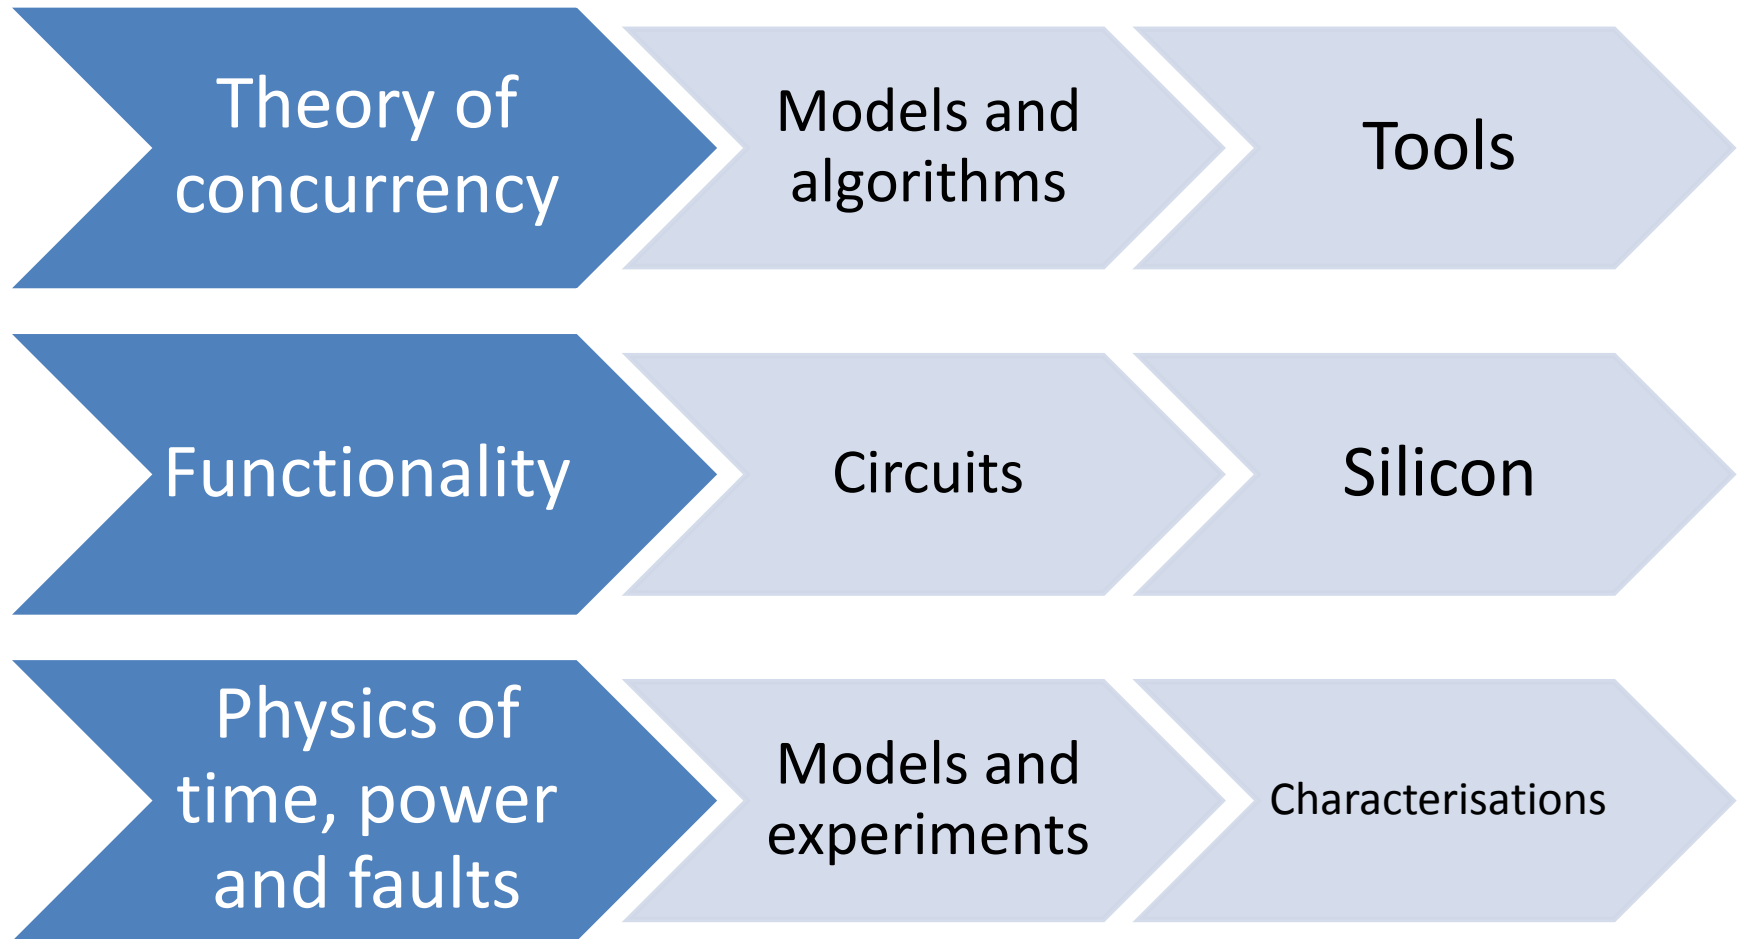 Theory of
concurrency
Models and
algorithms
Tools
Functionality
Circuits
Silicon
Physics of
time, power
and faults
Models and
experiments
Characterisations